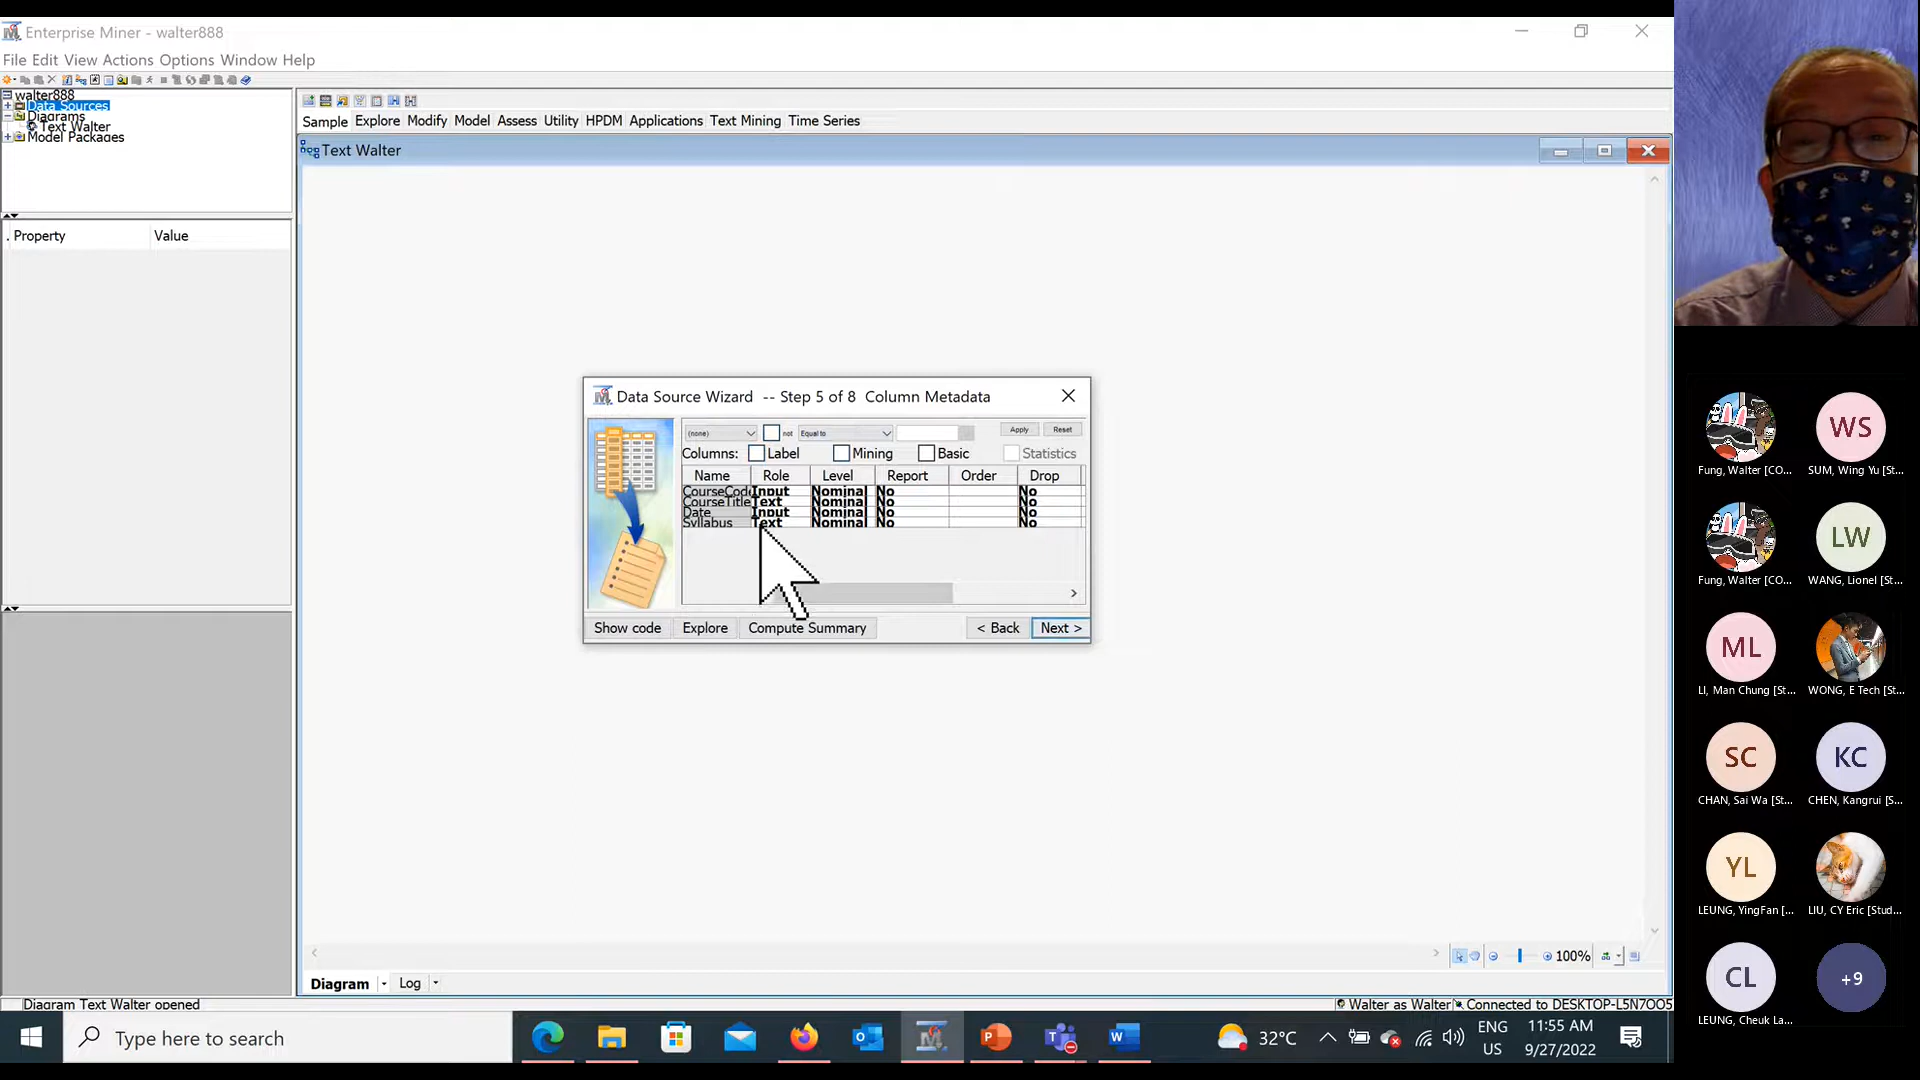 Enterprise Miner - walter888
File Edit View Actions Options Window Help
walter888
Data Sources
Diagrams
Text Walter
Model Packages
. Property Value
Sample Explore Modify Model Assess Utility HPDM Applications Text Mining Time Series
Text Walter
Data Source Wizard -- Step 5 of 8 Column Metadata
(none) not Equal to Apply Reset
Columns: Label Mining Basic Statistics
Name Role Level Report Order Drop
CourseCode Input Nominal No No
CourseTitle Text Nominal No No
Date Input Nominal No No
Syllabus Text Nominal No No
Show code Explore Compute Summary < Back Next >
100%
Diagram Log
Diagram Text Walter opened
Walter as Walter Connected to DESKTOP-L5N7OO5
Type here to search
32°C
ENG
US
11:55 AM
9/27/2022
Fung, Walter [CO...
WS
SUM, Wing Yu [St...
Fung, Walter [CO...
LW
WANG, Lionel [St...
ML
LI, Man Chung [St...
WONG, E Tech [St...
SC
CHAN, Sai Wa [St...
KC
CHEN, Kangrui [S...
YL
LEUNG, YingFan [...
LIU, CY Eric [Stud...
CL
LEUNG, Cheuk La...
+9